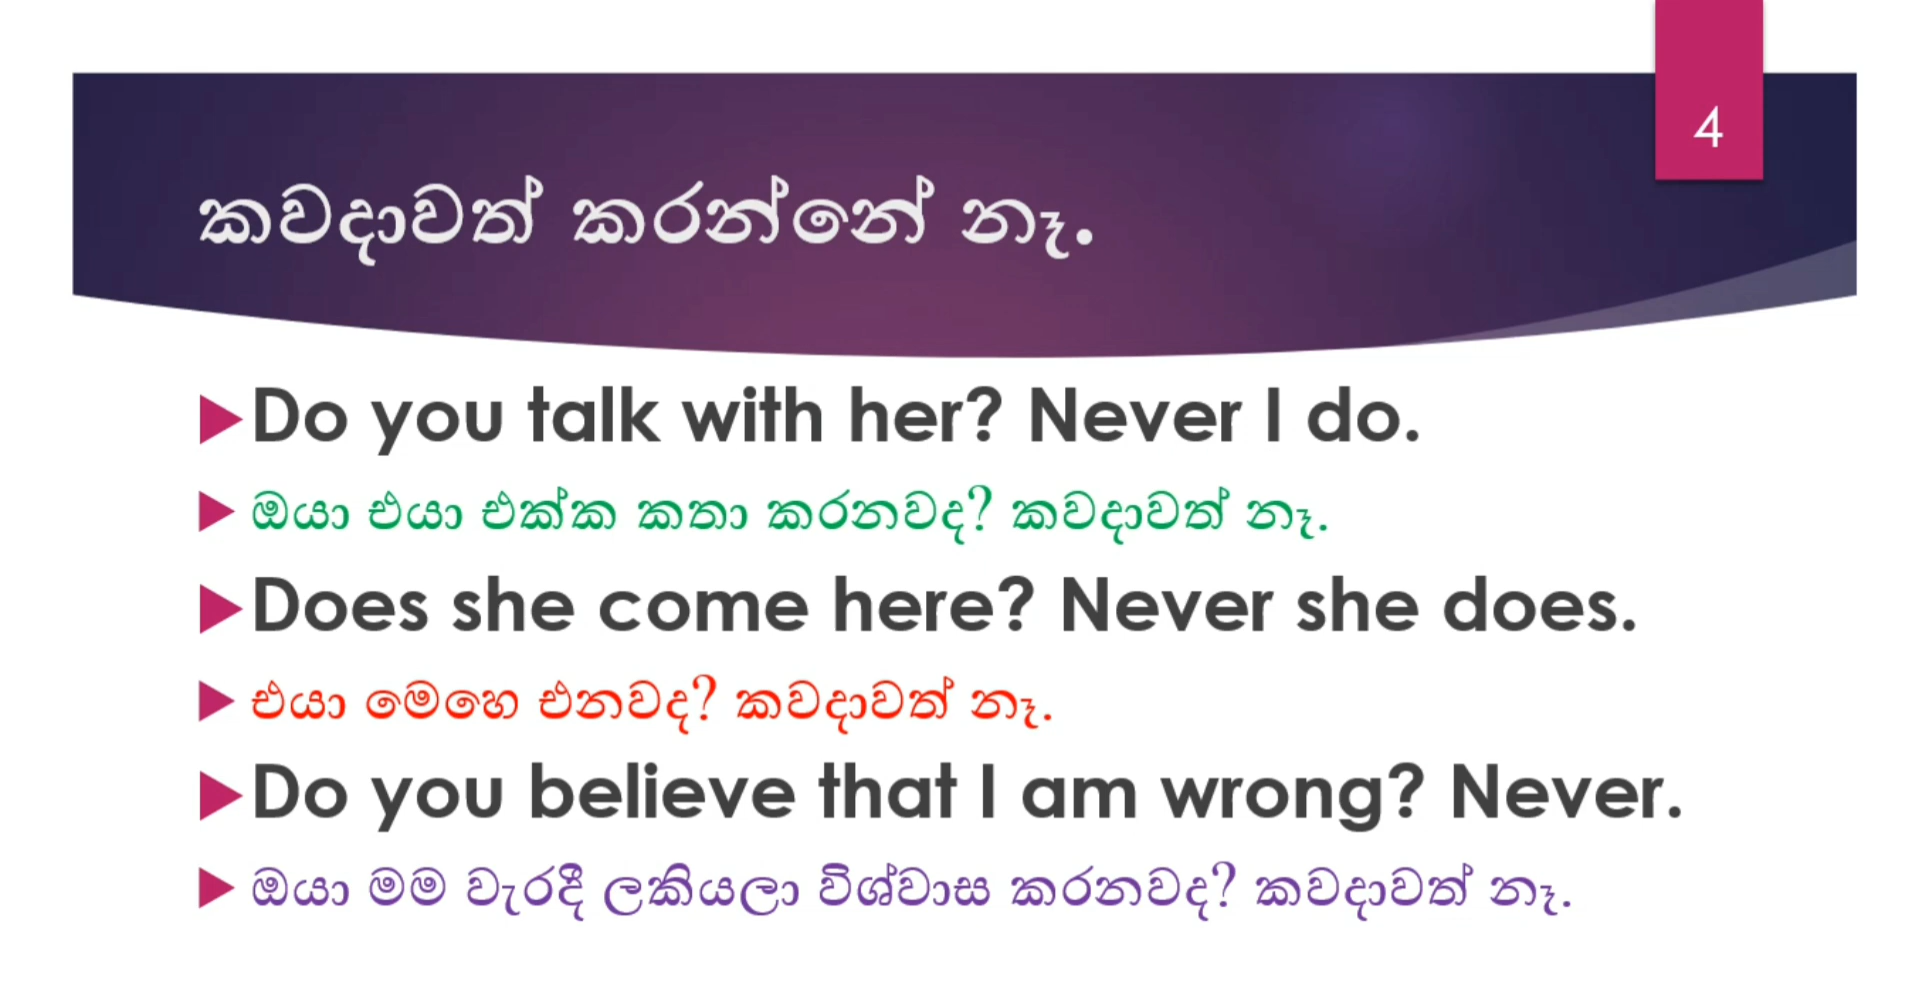 4
කවදාවත් කරන්නේ නෑ.
Do you talk with her? Never I do.
ඔයා එයා එක්ක කතා කරනවද? කවදාවත් නෑ.
Does she come here? Never she does.
එයා මෙහෙ එනවද? කවදාවත් නෑ.
Do you believe that I am wrong? Never.
ඔයා මම වැරදී ලකියලා විශ්වාස කරනවද? කවදාවත් නෑ.